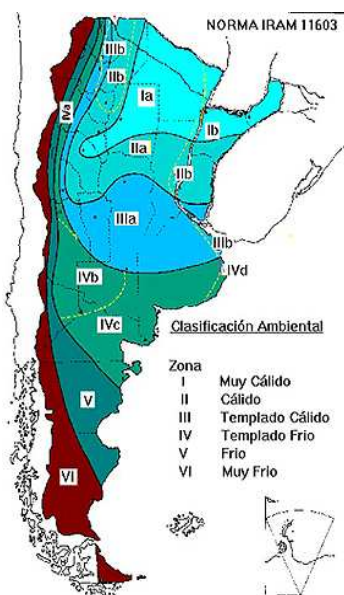 NORMA IRAM 11603
IIIb
IIb
Ia
IVa
Ib
IIa
IIb
IIIa
IIIb
IVd
IVb
IVc
Clasificación Ambiental
Zona
I Muy Cálido
II Cálido
III Templado Cálido
IV Templado Frio
V Frio
VI Muy Frio
V
VI